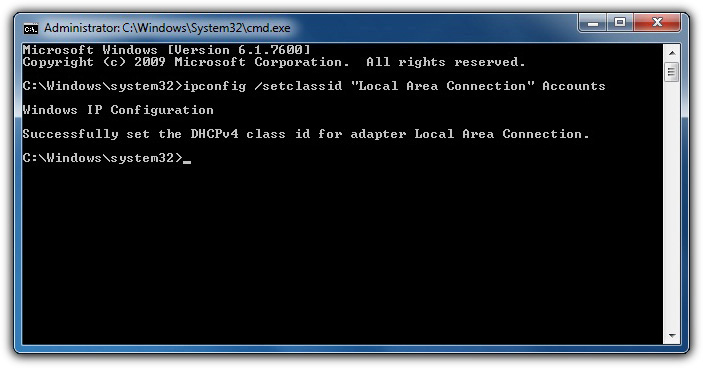 Administrator: C:\Windows\System32\cmd.exe
Microsoft Windows [Version 6.1.7600]
Copyright (c) 2009 Microsoft Corporation.  All rights reserved.
C:\Windows\system32>ipconfig /setclassid "Local Area Connection" Accounts
Windows IP Configuration
Successfully set the DHCPv4 class id for adapter Local Area Connection.
C:\Windows\system32>_